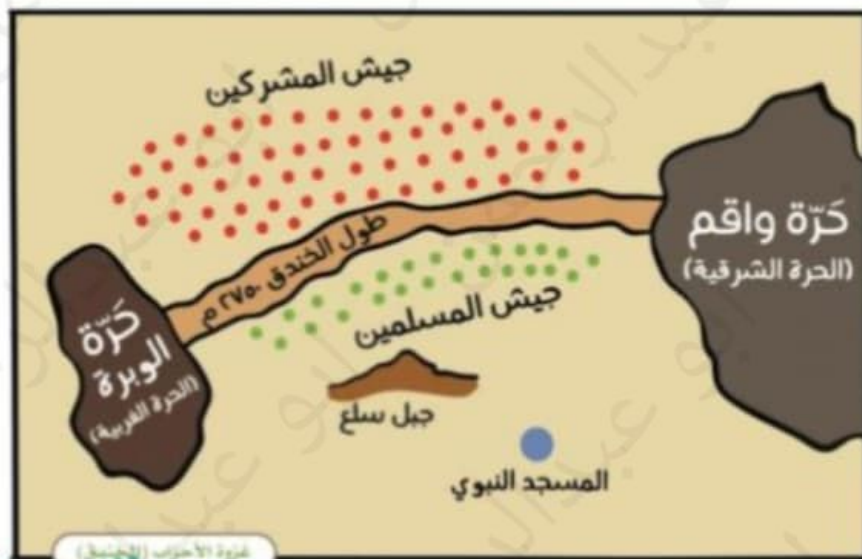 جيش المشركين
حَرّة واقم
(الحرة الشرقية)
طول الخندق ٢٧٥٠ م
جيش المسلمين
حَرّة
الوبرة
(الحرة الغربية)
جبل سلع
المسجد النبوي
غزوة الأحزاب (الخندق)